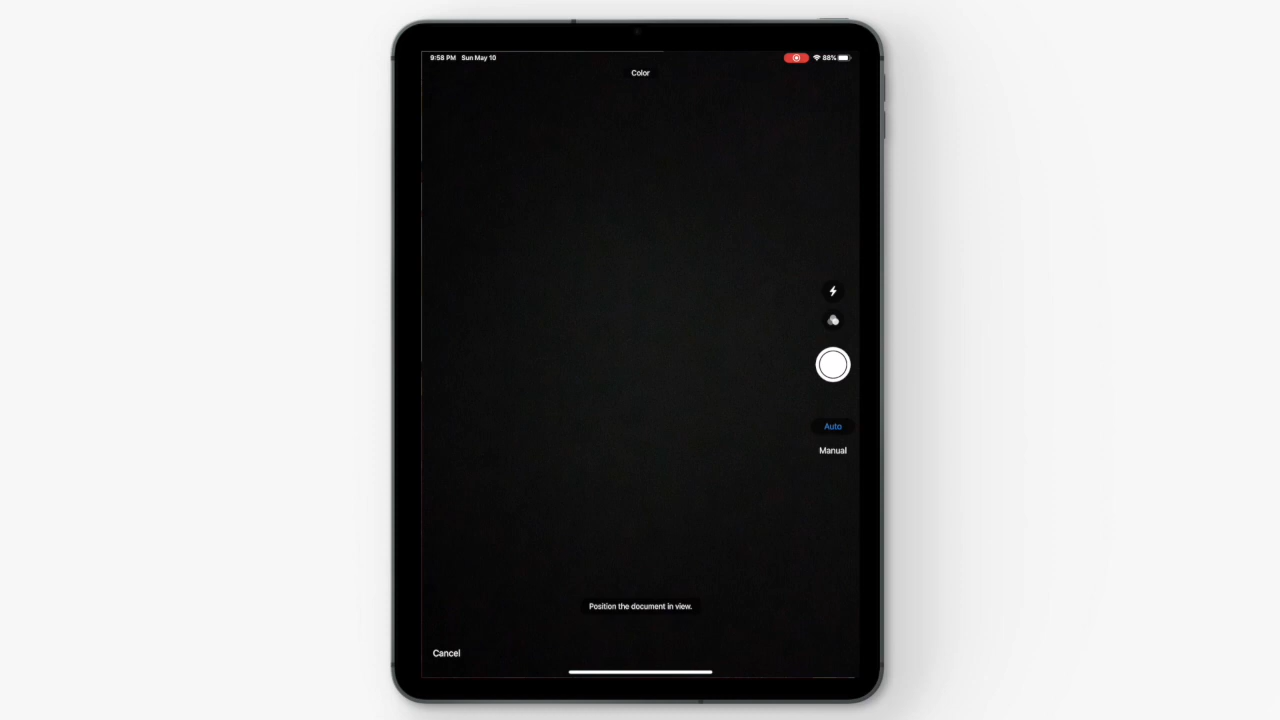 9:58 PM Sun May 10
88%
Color
Auto
Manual
Position the document in view.
Cancel